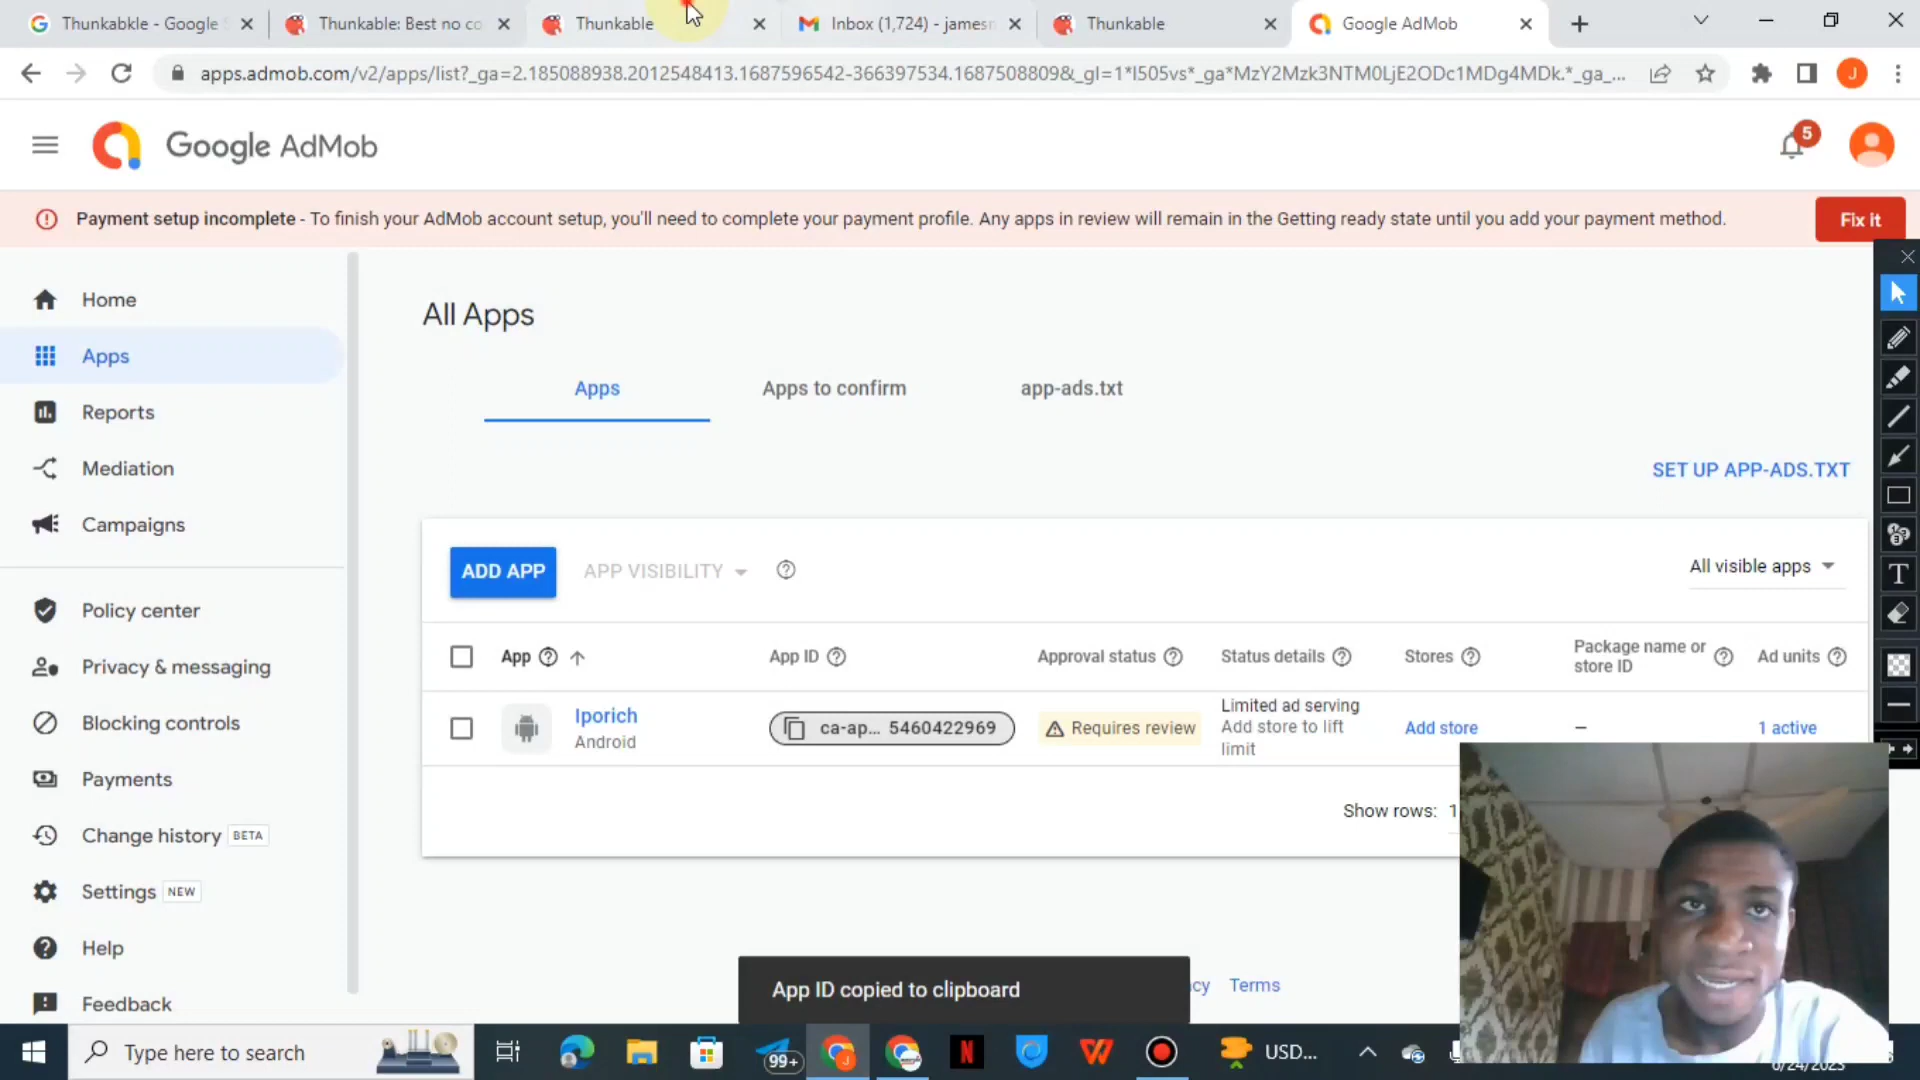 Thunkabkle - Google
Thunkable: Best no co
Thunkable
Inbox (1,724) - jamesn
Thunkable
Google AdMob
apps.admob.com/v2/apps/list?_ga=2.185088938.2012548413.1687596542-366397534.1687508809&_gl=1*l505vs*_ga*MzY2Mzk3NTM0LjE2ODc1MDg4MDk.*_ga_...
J
Google AdMob
5
Payment setup incomplete - To finish your AdMob account setup, you'll need to complete your payment profile. Any apps in review will remain in the Getting ready state until you add your payment method.
Fix it
Home
Apps
Reports
Mediation
Campaigns
Policy center
Privacy & messaging
Blocking controls
Payments
Change history BETA
Settings NEW
Help
Feedback
All Apps
Apps
Apps to confirm
app-ads.txt
SET UP APP-ADS.TXT
ADD APP
APP VISIBILITY
All visible apps
App
App ID
Approval status
Status details
Stores
Package name or store ID
Ad units
Iporich
Android
ca-ap... 5460422969
Requires review
Limited ad serving
Add store to lift
limit
Add store
–
1 active
Show rows:
App ID copied to clipboard
Terms
Type here to search
99+
USD...
6/24/2023